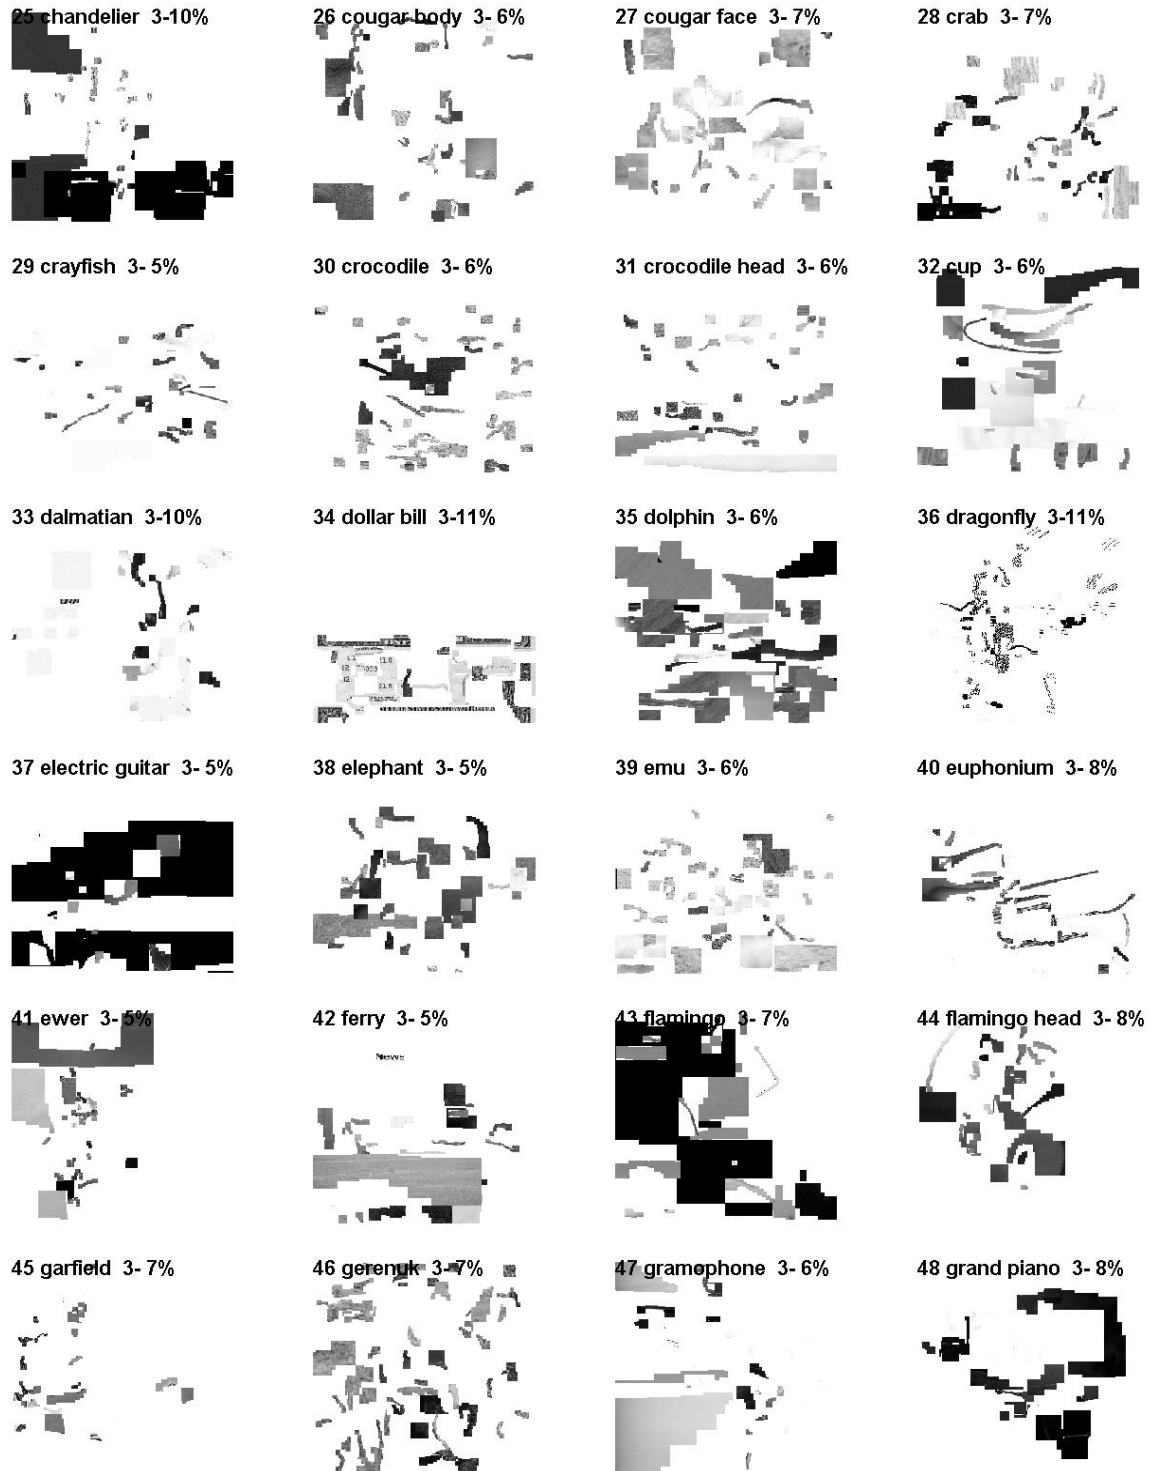 25 chandelier 3-10%
26 cougar body 3- 6%
27 cougar face 3- 7%
28 crab 3- 7%
29 crayfish 3- 5%
30 crocodile 3- 6%
31 crocodile head 3- 6%
32 cup 3- 6%
33 dalmatian 3-10%
34 dollar bill 3-11%
35 dolphin 3- 6%
36 dragonfly 3-11%
37 electric guitar 3- 5%
38 elephant 3- 5%
39 emu 3- 6%
40 euphonium 3- 8%
41 ewer 3- 5%
42 ferry 3- 5%
43 flamingo 3- 7%
44 flamingo head 3- 8%
News
45 garfield 3- 7%
46 gerenuk 3- 7%
47 gramophone 3- 6%
48 grand piano 3- 8%